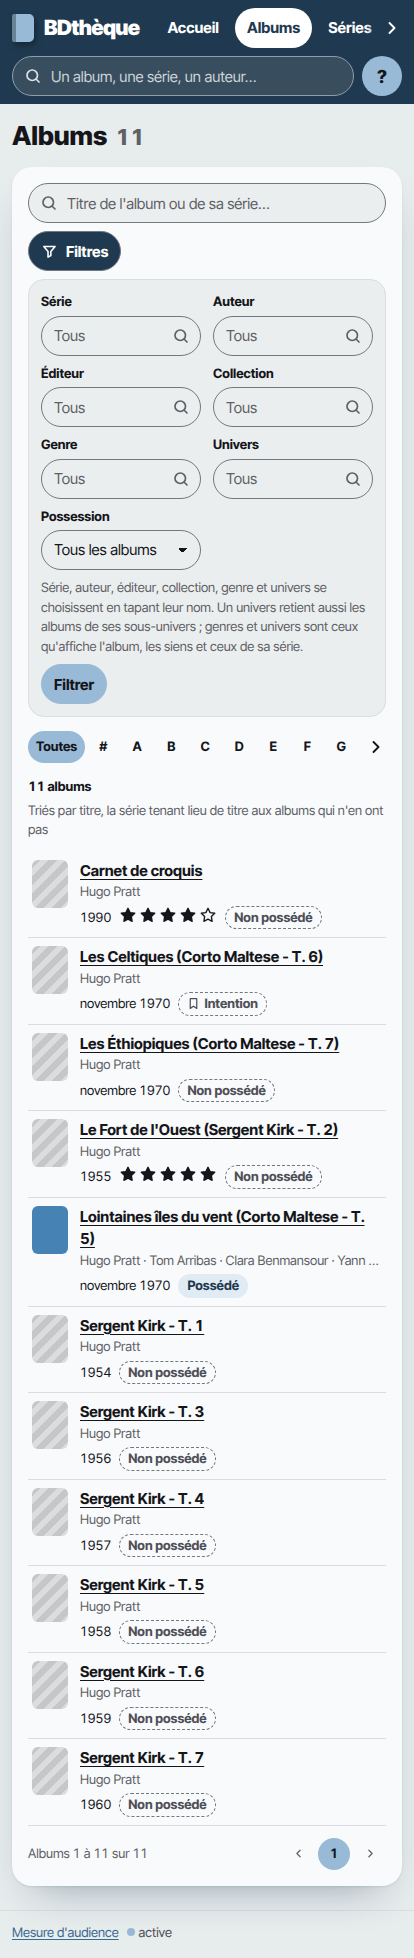 BDthèque Accueil Albums Séries
Un album, une série, un auteur... ?
Albums 11
Titre de l'album ou de sa série...
Filtres
Série Auteur
Tous Tous
Éditeur Collection
Tous Tous
Genre Univers
Tous Tous
Possession
Tous les albums
Série, auteur, éditeur, collection, genre et univers se
choisissent en tapant leur nom. Un univers retient aussi les
albums de ses sous-univers ; genres et univers sont ceux
qu'affiche l'album, les siens et ceux de sa série.
Filtrer
Toutes # A B C D E F G
11 albums
Triés par titre, la série tenant lieu de titre aux albums qui n'en ont
pas
Carnet de croquis
Hugo Pratt
1990 Non possédé
Les Celtiques (Corto Maltese - T. 6)
Hugo Pratt
novembre 1970 Intention
Les Éthiopiques (Corto Maltese - T. 7)
Hugo Pratt
novembre 1970 Non possédé
Le Fort de l'Ouest (Sergent Kirk - T. 2)
Hugo Pratt
1955 Non possédé
Lointaines îles du vent (Corto Maltese - T.
5)
Hugo Pratt · Tom Arribas · Clara Benmansour · Yann ...
novembre 1970 Possédé
Sergent Kirk - T. 1
Hugo Pratt
1954 Non possédé
Sergent Kirk - T. 3
Hugo Pratt
1956 Non possédé
Sergent Kirk - T. 4
Hugo Pratt
1957 Non possédé
Sergent Kirk - T. 5
Hugo Pratt
1958 Non possédé
Sergent Kirk - T. 6
Hugo Pratt
1959 Non possédé
Sergent Kirk - T. 7
Hugo Pratt
1960 Non possédé
Albums 1 à 11 sur 11 1
Mesure d'audience active